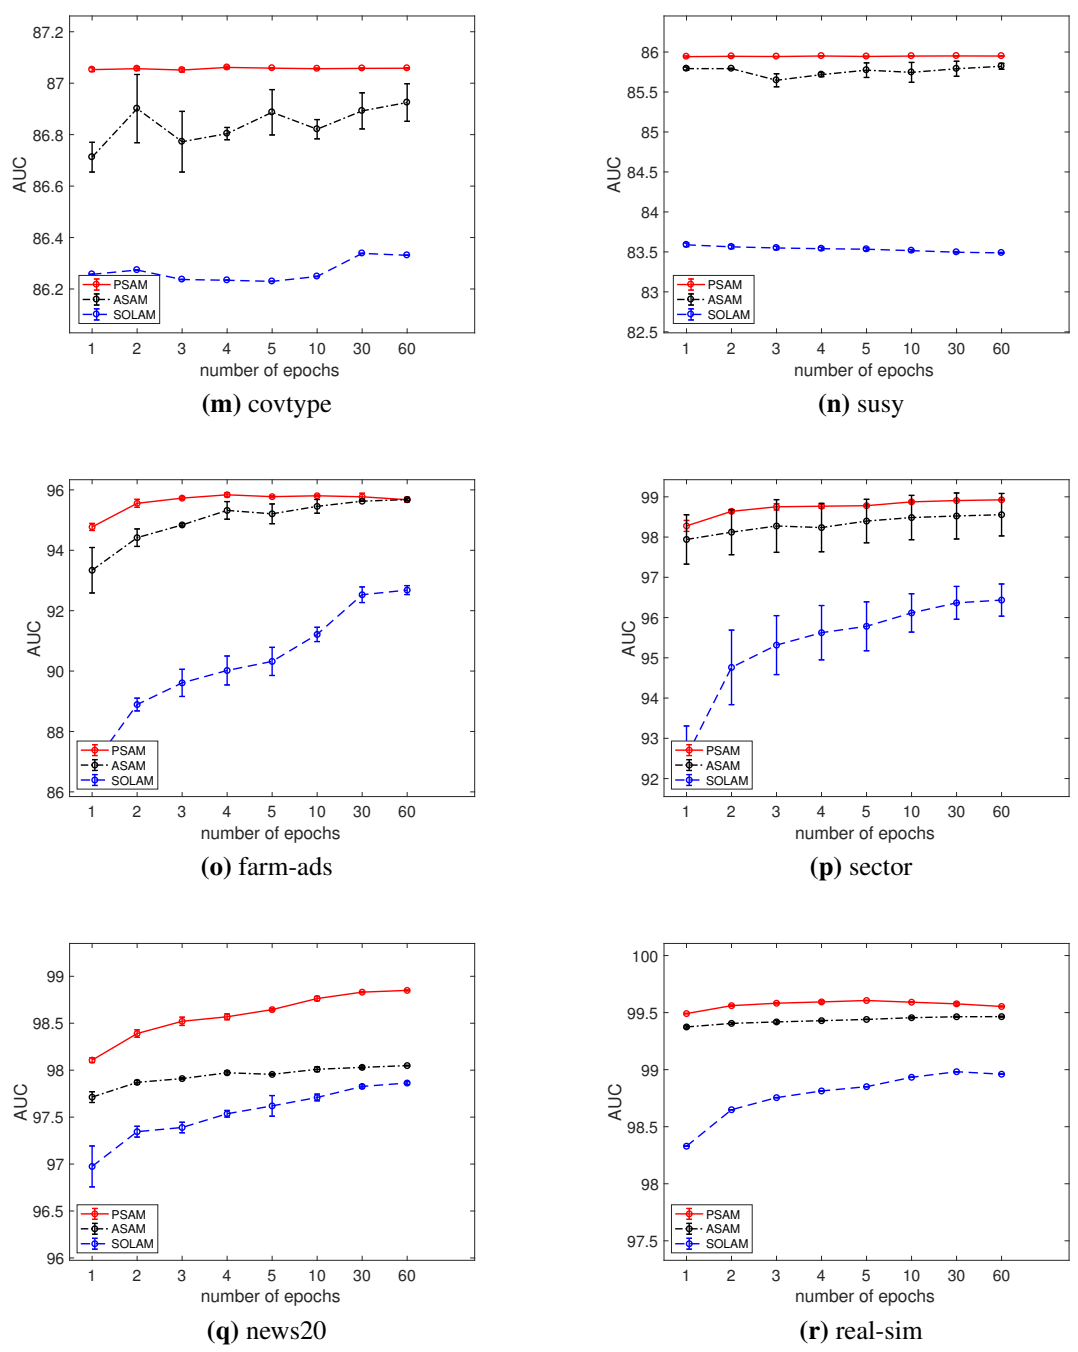 87.2
87
86.8
86.6
86.4
86.2
AUC
PSAM
ASAM
SOLAM
1 2 3 4 5 10 30 60
number of epochs
(m) covtype
86
85.5
85
84.5
84
83.5
83
82.5
AUC
PSAM
ASAM
SOLAM
1 2 3 4 5 10 30 60
number of epochs
(n) susy
96
94
92
90
88
86
AUC
PSAM
ASAM
SOLAM
1 2 3 4 5 10 30 60
number of epochs
(o) farm-ads
99
98
97
96
95
94
93
92
AUC
PSAM
ASAM
SOLAM
1 2 3 4 5 10 30 60
number of epochs
(p) sector
99
98.5
98
97.5
97
96.5
96
AUC
PSAM
ASAM
SOLAM
1 2 3 4 5 10 30 60
number of epochs
(q) news20
100
99.5
99
98.5
98
97.5
AUC
PSAM
ASAM
SOLAM
1 2 3 4 5 10 30 60
number of epochs
(r) real-sim